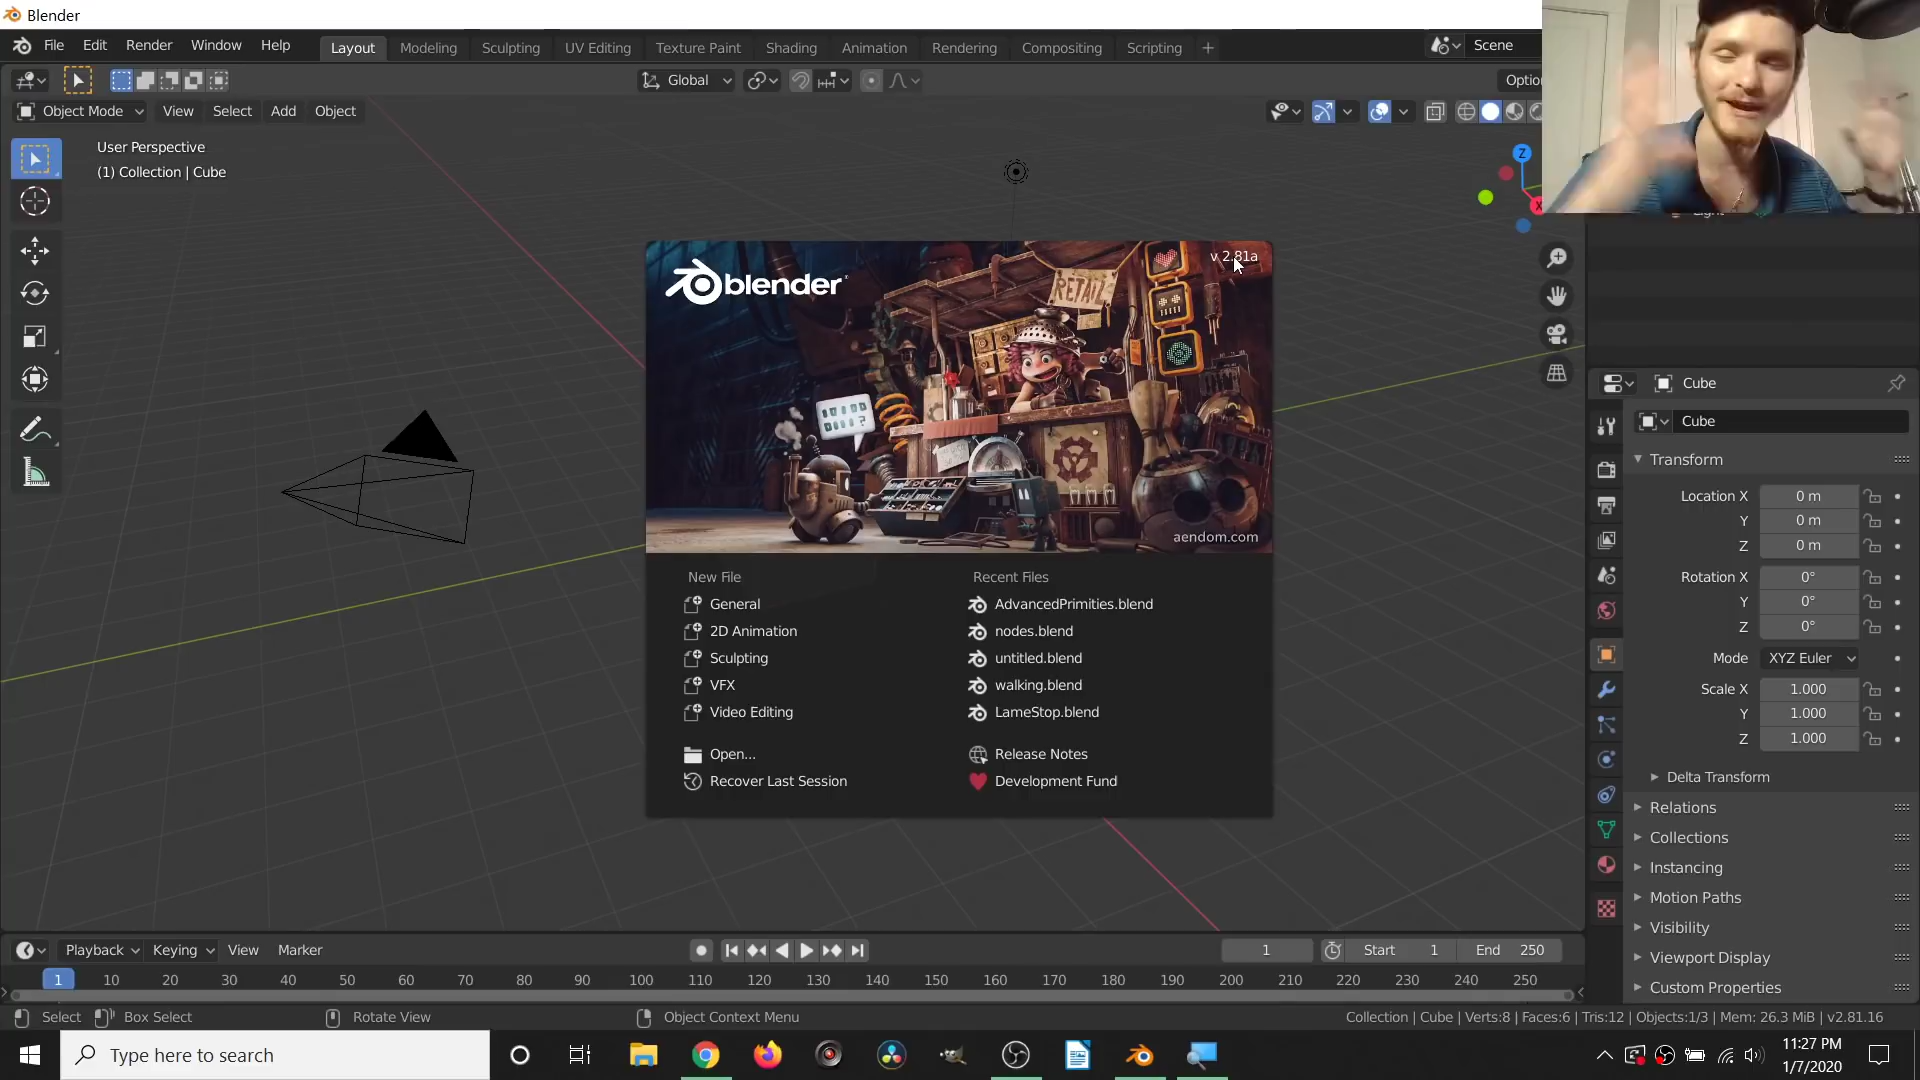 Blender
File Edit Render Window Help
Layout Modeling Sculpting UV Editing Texture Paint Shading Animation Rendering Compositing Scripting +
Scene
Global
Object Mode View Select Add Object
User Perspective
(1) Collection | Cube
Z
X
blender
v 2.81a
RETAIL
aendom.com
New File
General
2D Animation
Sculpting
VFX
Video Editing
Open...
Recover Last Session
Recent Files
AdvancedPrimities.blend
nodes.blend
untitled.blend
walking.blend
LameStop.blend
Release Notes
Development Fund
Cube
Cube
Transform
Location X 0 m
Y 0 m
Z 0 m
Rotation X 0°
Y 0°
Z 0°
Mode XYZ Euler
Scale X 1.000
Y 1.000
Z 1.000
Delta Transform
Relations
Collections
Instancing
Motion Paths
Visibility
Viewport Display
Custom Properties
Playback Keying View Marker
1
Start 1 End 250
1 10 20 30 40 50 60 70 80 90 100 110 120 130 140 150 160 170 180 190 200 210 220 230 240 250
Select Box Select Rotate View Object Context Menu
Collection | Cube | Verts:8 | Faces:6 | Tris:12 | Objects:1/3 | Mem: 26.3 MiB | v2.81.16
Type here to search
11:27 PM
1/7/2020